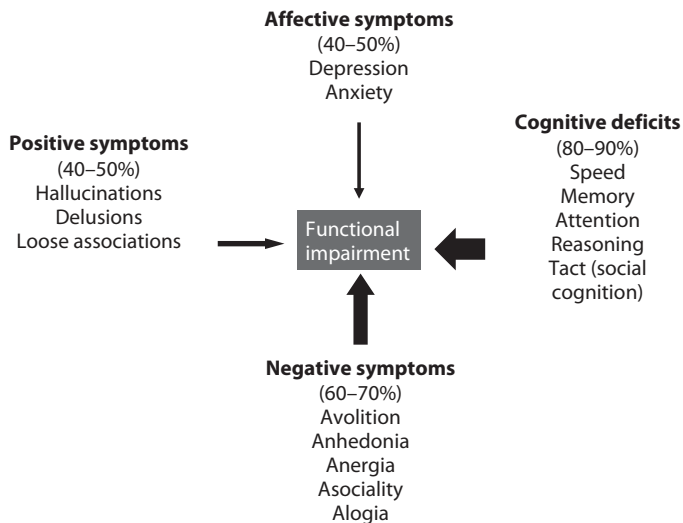 Affective symptoms
(40–50%)
Depression
Anxiety
Positive symptoms
(40–50%)
Hallucinations
Delusions
Loose associations
Functional
impairment
Cognitive deficits
(80–90%)
Speed
Memory
Attention
Reasoning
Tact (social
cognition)
Negative symptoms
(60–70%)
Avolition
Anhedonia
Anergia
Asociality
Alogia